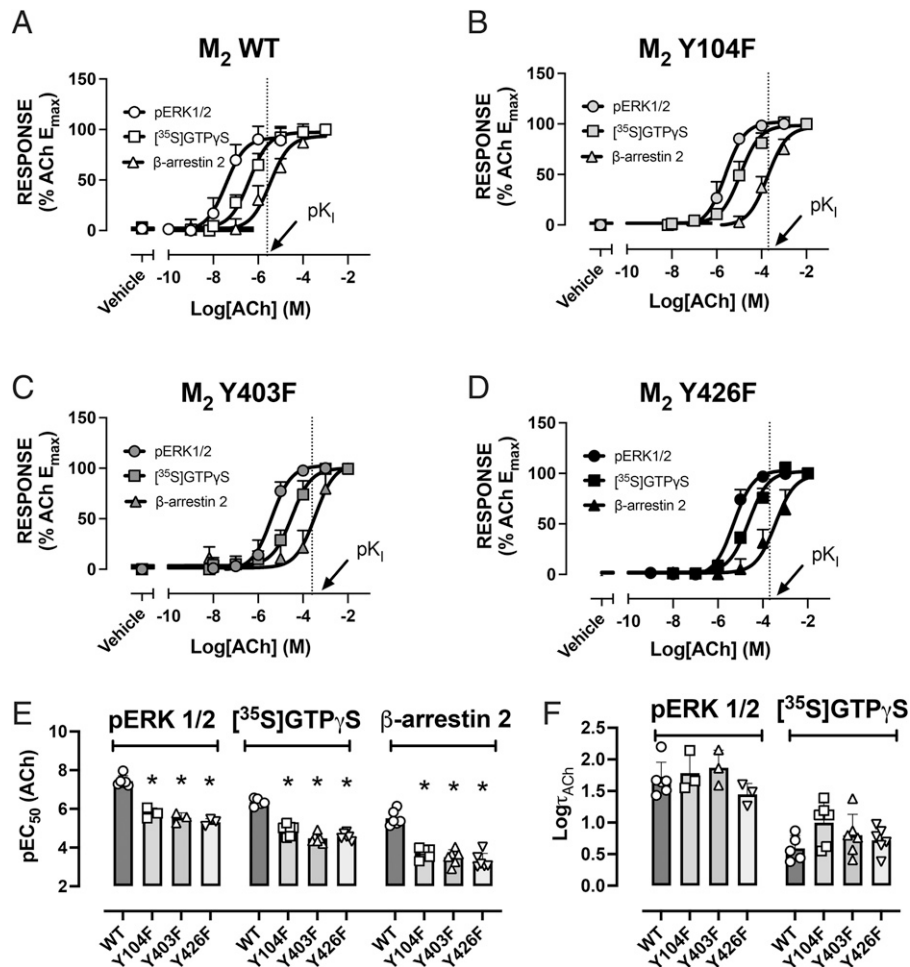 A
M2 WT
RESPONSE
(% ACh Emax)
150
100
50
0
pERK1/2
[35S]GTPγS
β-arrestin 2
pKI
Vehicle
-10
-8
-6
-4
-2
Log[ACh] (M)
B
M2 Y104F
RESPONSE
(% ACh Emax)
150
100
50
0
pERK1/2
[35S]GTPγS
β-arrestin 2
pKI
Vehicle
-10
-8
-6
-4
-2
Log[ACh] (M)
C
M2 Y403F
RESPONSE
(% ACh Emax)
150
100
50
0
pERK1/2
[35S]GTPγS
β-arrestin 2
pKI
Vehicle
-10
-8
-6
-4
-2
Log[ACh] (M)
D
M2 Y426F
RESPONSE
(% ACh Emax)
150
100
50
0
pERK1/2
[35S]GTPγS
β-arrestin 2
pKI
Vehicle
-10
-8
-6
-4
-2
Log[ACh] (M)
E
pERK 1/2 [35S]GTPγS β-arrestin 2
pEC50 (ACh)
10
8
6
4
2
* * * * * * * * *
WT Y104F Y403F Y426F WT Y104F Y403F Y426F WT Y104F Y403F Y426F
F
pERK 1/2 [35S]GTPγS
LogτACh
2.5
2.0
1.5
1.0
0.5
0.0
WT Y104F Y403F Y426F WT Y104F Y403F Y426F